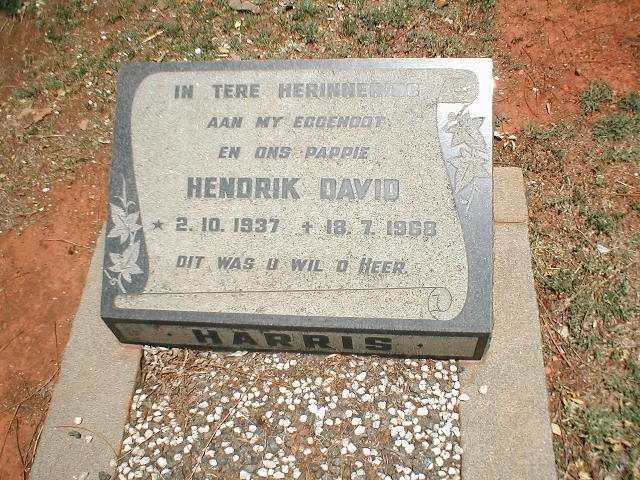 IN TERE HERINNERING
AAN MY EGGENOOT
EN ONS PAPPIE
HENDRIK DAVID
* 2. 10. 1937 + 18. 7. 1968
DIT WAS U WIL O HEER.
HARRIS